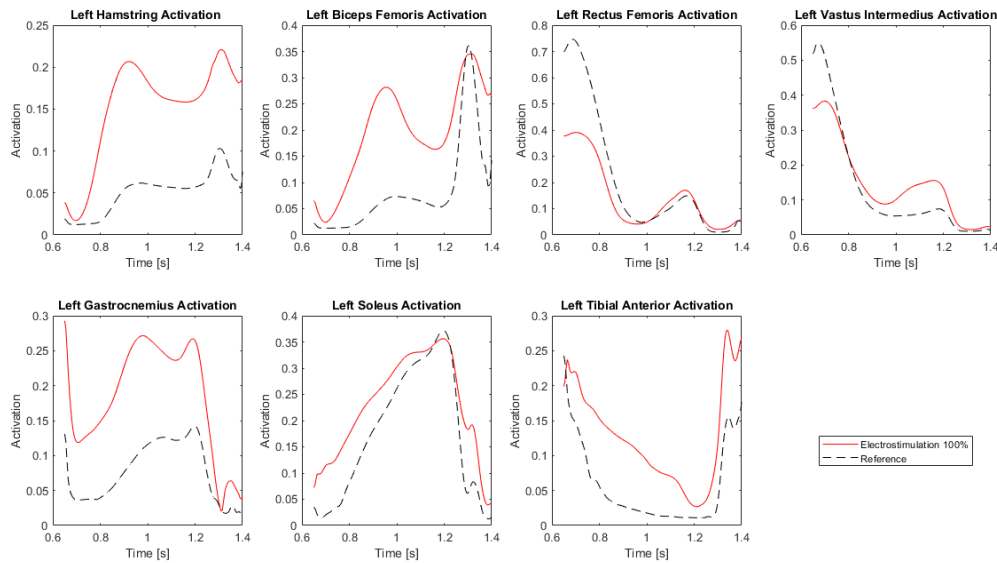 Left Hamstring Activation
0.25
0.2
0.15
0.1
0.05
0
0.6 0.8 1 1.2 1.4
Activation
Time [s]
Left Biceps Femoris Activation
0.4
0.35
0.3
0.25
0.2
0.15
0.1
0.05
0
0.6 0.8 1 1.2 1.4
Activation
Time [s]
Left Rectus Femoris Activation
0.8
0.7
0.6
0.5
0.4
0.3
0.2
0.1
0
0.6 0.8 1 1.2 1.4
Activation
Time [s]
Left Vastus Intermedius Activation
0.6
0.5
0.4
0.3
0.2
0.1
0
0.6 0.8 1 1.2 1.4
Activation
Time [s]
Left Gastrocnemius Activation
0.3
0.25
0.2
0.15
0.1
0.05
0
0.6 0.8 1 1.2 1.4
Activation
Time [s]
Left Soleus Activation
0.4
0.35
0.3
0.25
0.2
0.15
0.1
0.05
0
0.6 0.8 1 1.2 1.4
Activation
Time [s]
Left Tibial Anterior Activation
0.3
0.25
0.2
0.15
0.1
0.05
0
0.6 0.8 1 1.2 1.4
Activation
Time [s]
Electrostimulation 100%
Reference